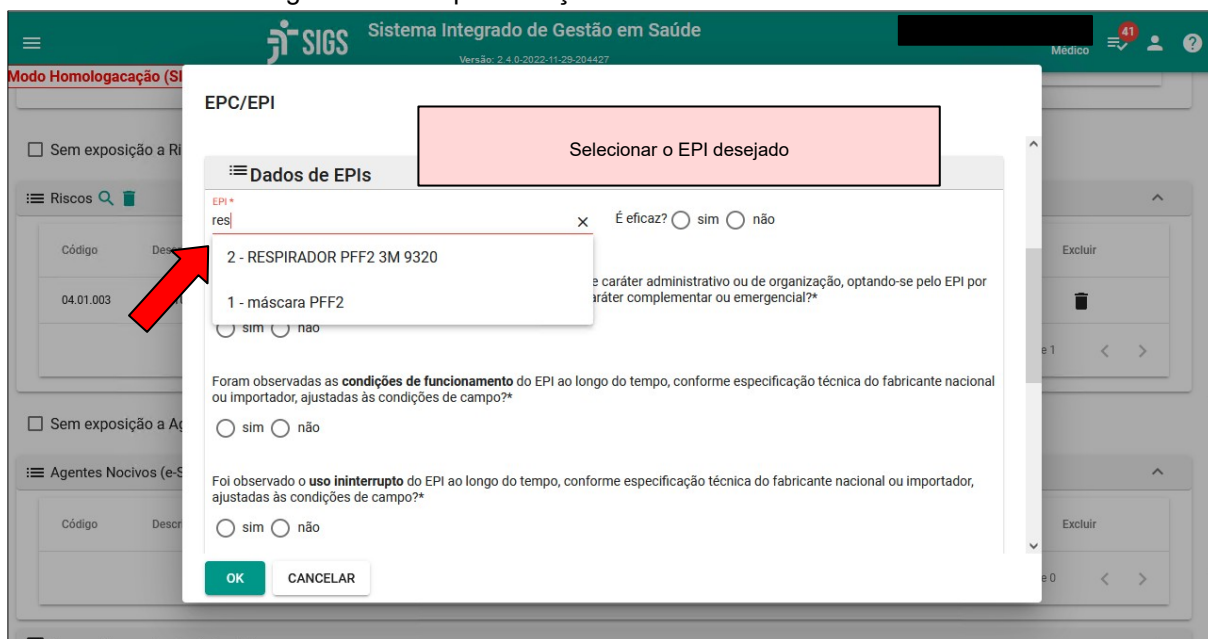 SIGS
Sistema Integrado de Gestão em Saúde
Versão: 2.4.0-2022-11-29-204427
Médico
41
Modo Homologacação (SI
EPC/EPI
Selecionar o EPI desejado
Sem exposição a Ri
Dados de EPIs
Riscos
EPI *
res
É eficaz? sim não
Código
Excluir
2 - RESPIRADOR PFF2 3M 9320
e caráter administrativo ou de organização, optando-se pelo EPI por
04.01.003
1 - máscara PFF2
aráter complementar ou emergencial?*
sim não
e 1
Foram observadas as condições de funcionamento do EPI ao longo do tempo, conforme especificação técnica do fabricante nacional
ou importador, ajustadas às condições de campo?*
Sem exposição a Ag
sim não
Agentes Nocivos (e-S
Foi observado o uso ininterrupto do EPI ao longo do tempo, conforme especificação técnica do fabricante nacional ou importador,
ajustadas às condições de campo?*
Código Descr
sim não
Excluir
OK CANCELAR
e 0